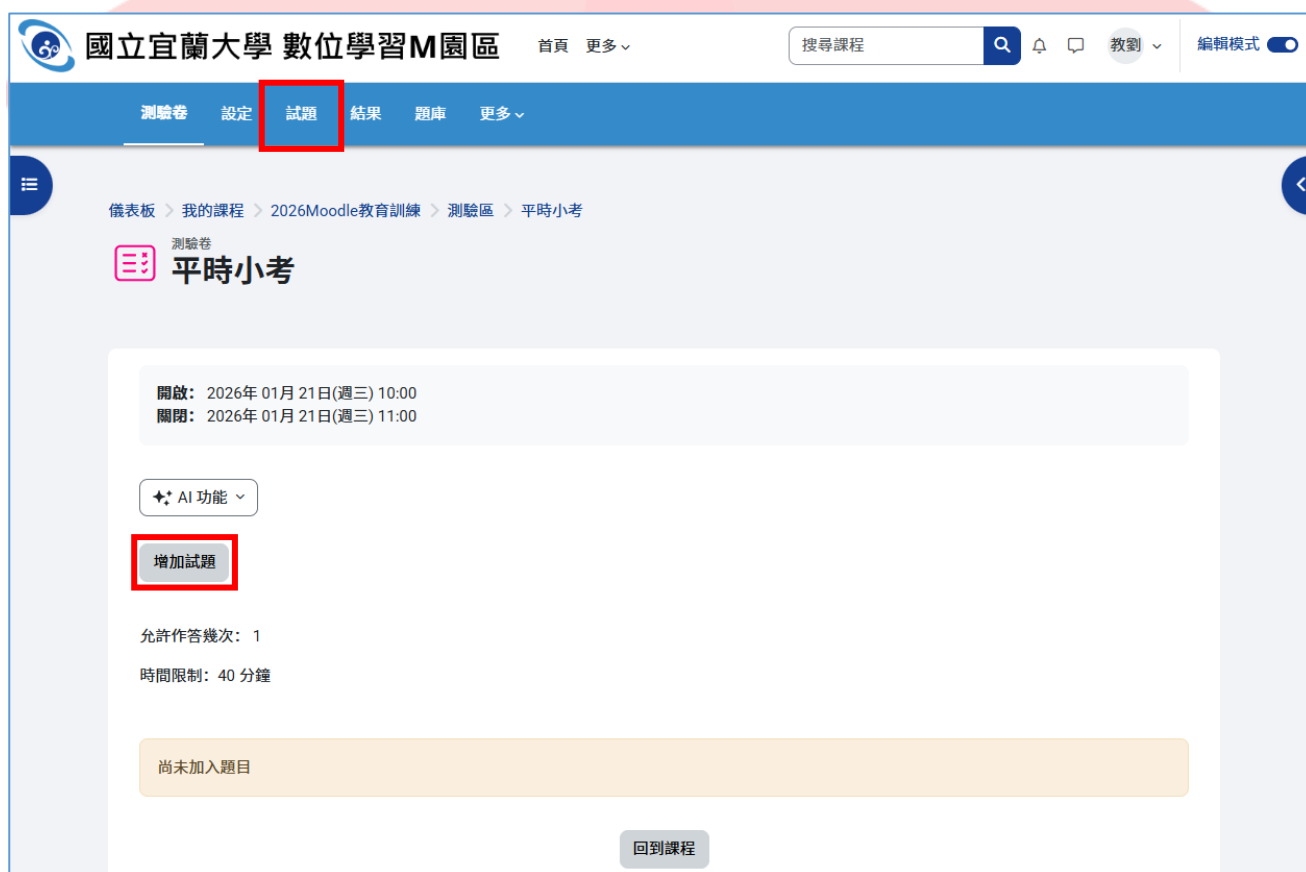 國立宜蘭大學 數位學習M園區 首頁 更多 搜尋課程 教劉 編輯模式
測驗卷 設定 試題 結果 題庫 更多
儀表板 > 我的課程 > 2026Moodle教育訓練 > 測驗區 > 平時小考
測驗卷
平時小考
開啟： 2026年 01月 21日(週三) 10:00
關閉： 2026年 01月 21日(週三) 11:00
AI 功能
增加試題
允許作答幾次： 1
時間限制： 40 分鐘
尚未加入題目
回到課程